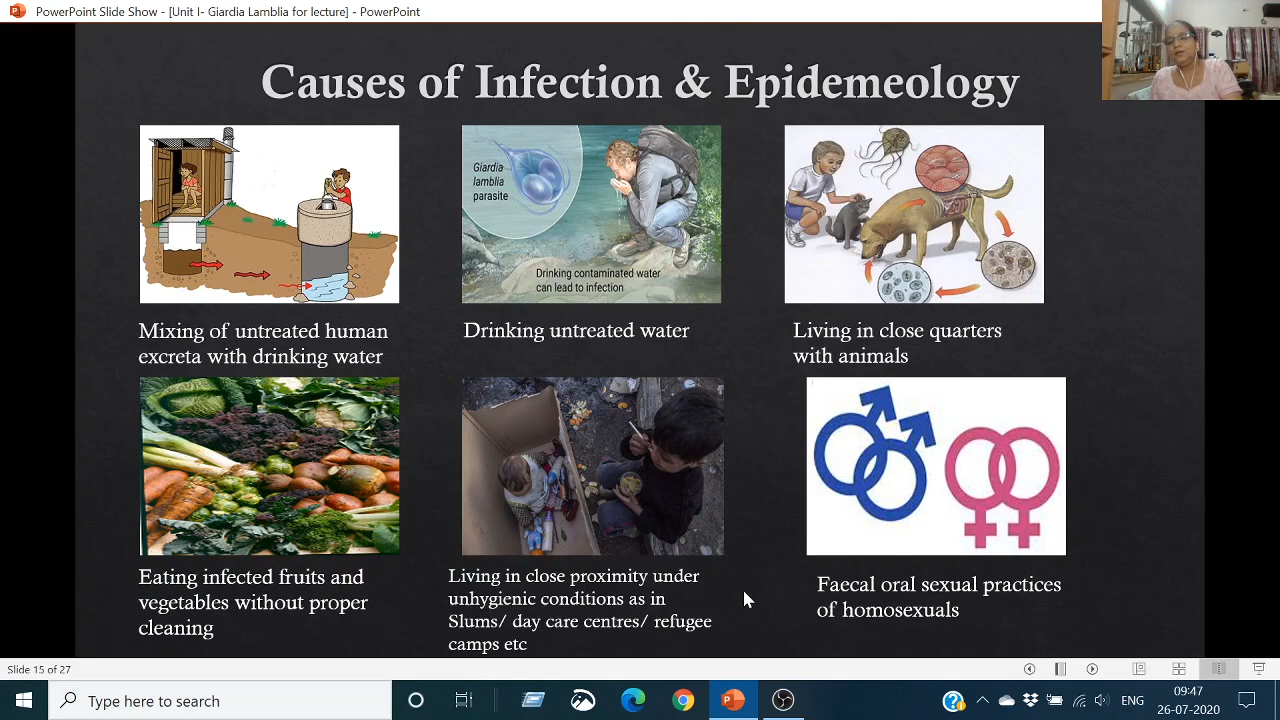 PowerPoint Slide Show - [Unit I- Giardia Lamblia for lecture] - PowerPoint
Causes of Infection & Epidemeology
Giardia
lamblia
parasite
Drinking contaminated water
can lead to infection
Mixing of untreated human
excreta with drinking water
Drinking untreated water
Living in close quarters
with animals
Eating infected fruits and
vegetables without proper
cleaning
Living in close proximity under
unhygienic conditions as in
Slums/ day care centres/ refugee
camps etc
Faecal oral sexual practices
of homosexuals
Slide 15 of 27
Type here to search
ENG
09:47
26-07-2020